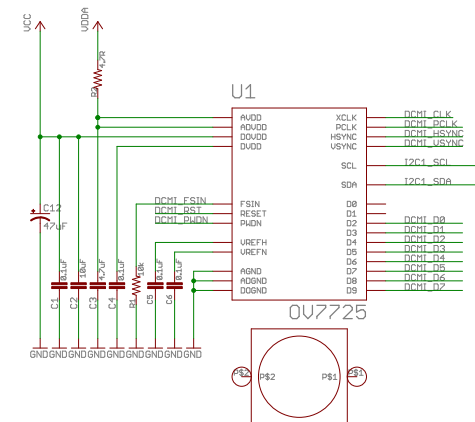 VCC
VDDA
R2
4.7R
U1
AVDD
ADVDD
DOVDD
DVDD
FSIN
RESET
PWDN
VREFH
VREFN
AGND
ADGND
DOGND
XCLK
PCLK
HSYNC
VSYNC
SCL
SDA
D0
D1
D2
D3
D4
D5
D6
D7
D8
D9
DCMI_CLK
DCMI_PCLK
DCMI_HSYNC
DCMI_VSYNC
I2C1_SCL
I2C1_SDA
DCMI_D0
DCMI_D1
DCMI_D2
DCMI_D3
DCMI_D4
DCMI_D5
DCMI_D6
DCMI_D7
DCMI_FSIN
DCMI_RST
DCMI_PWDN
C12
47uF
C1
0.1uF
C2
10uF
C3
4.7uF
C4
0.1uF
R1
10k
C5
0.1uF
C6
0.1uF
GND GND GND GND GND GND GND GND GND
OV7725
P$2
P$2
P$1
P$1